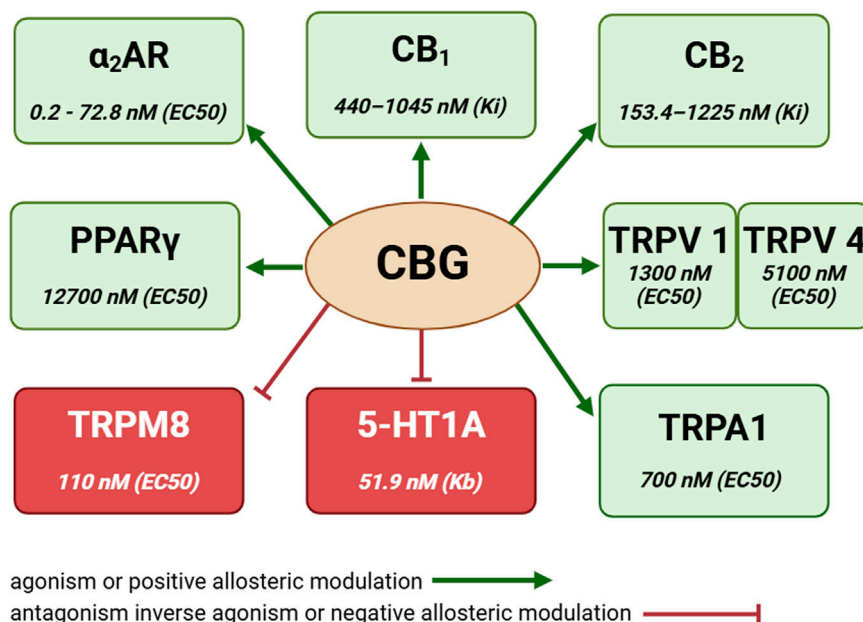 α₂AR
0.2 - 72.8 nM (EC50)
CB₁
440–1045 nM (Ki)
CB₂
153.4–1225 nM (Ki)
PPARγ
12700 nM (EC50)
CBG
TRPV 1
1300 nM
(EC50)
TRPV 4
5100 nM
(EC50)
TRPM8
110 nM (EC50)
5-HT1A
51.9 nM (Kb)
TRPA1
700 nM (EC50)
agonism or positive allosteric modulation
antagonism inverse agonism or negative allosteric modulation